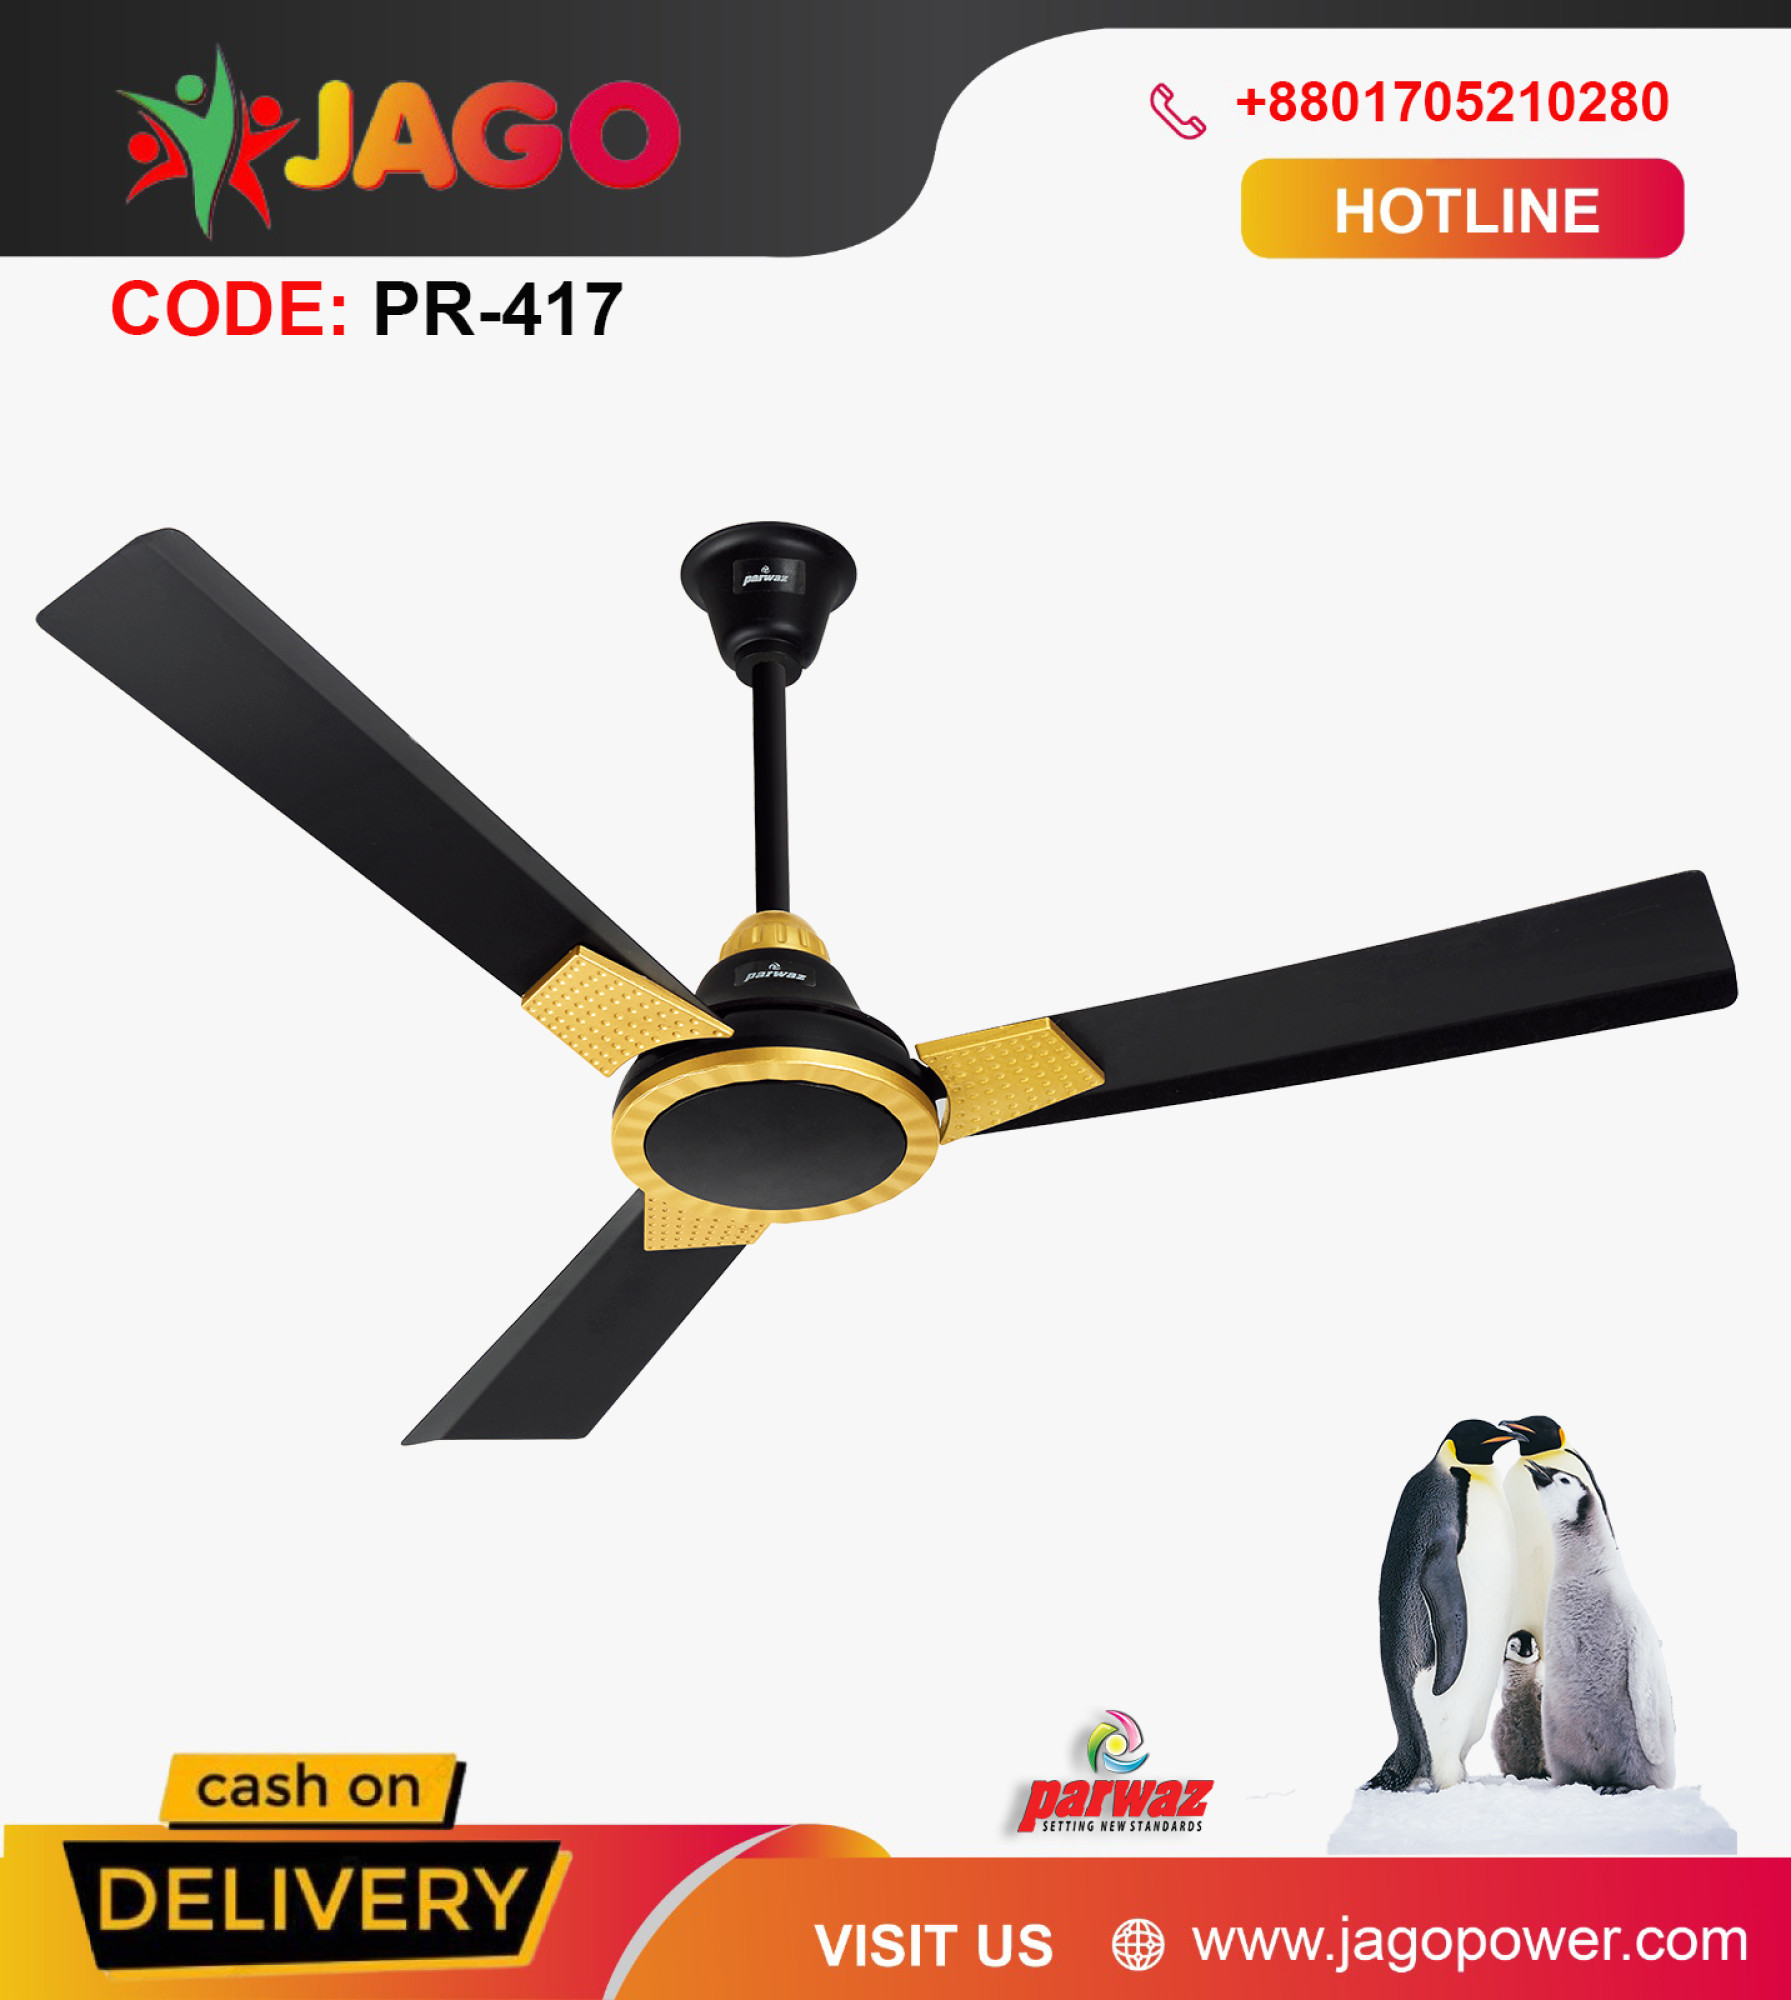 JAGO
+8801705210280
HOTLINE
CODE: PR-417
parwaz
parwaz
cash on
DELIVERY
parwaz
SETTING NEW STANDARDS
VISIT US www.jagopower.com